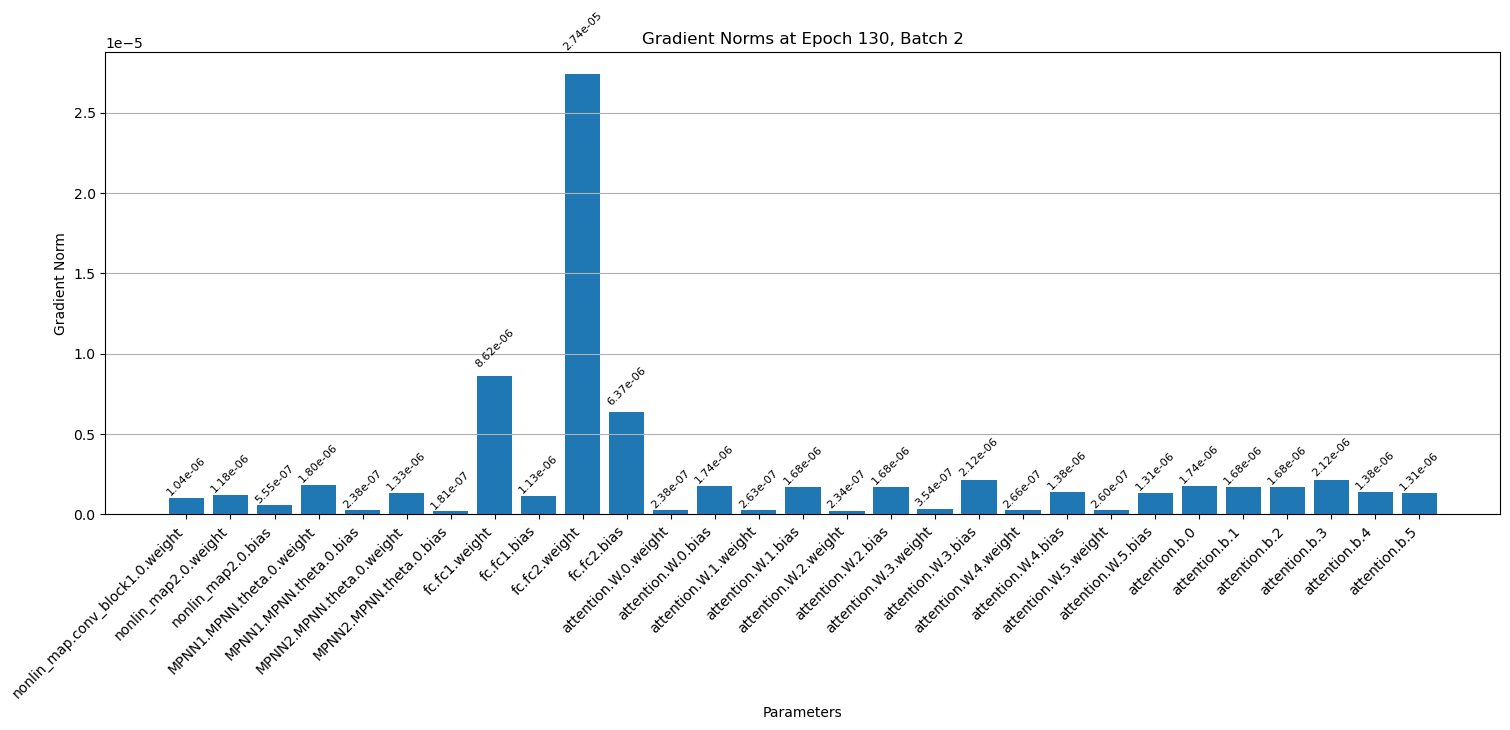 Gradient Norms at Epoch 130, Batch 2
1e−5
Gradient Norm
2.5
2.0
1.5
1.0
0.5
0.0
1.04e-06
1.18e-06
5.55e-07
1.80e-06
2.38e-07
1.33e-06
1.81e-07
8.62e-06
1.13e-06
2.74e-05
6.37e-06
2.38e-07
1.74e-06
2.63e-07
1.68e-06
2.34e-07
1.68e-06
3.54e-07
2.12e-06
2.66e-07
1.38e-06
2.60e-07
1.31e-06
1.74e-06
1.68e-06
1.68e-06
2.12e-06
1.38e-06
1.31e-06
nonlin_map.conv_block1.0.weight
nonlin_map2.0.weight
nonlin_map2.0.bias
MPNN1.MPNN.theta.0.weight
MPNN1.MPNN.theta.0.bias
MPNN2.MPNN.theta.0.weight
MPNN2.MPNN.theta.0.bias
fc.fc1.weight
fc.fc1.bias
fc.fc2.weight
fc.fc2.bias
attention.W.0.weight
attention.W.0.bias
attention.W.1.weight
attention.W.1.bias
attention.W.2.weight
attention.W.2.bias
attention.W.3.weight
attention.W.3.bias
attention.W.4.weight
attention.W.4.bias
attention.W.5.weight
attention.W.5.bias
attention.b.0
attention.b.1
attention.b.2
attention.b.3
attention.b.4
attention.b.5
Parameters